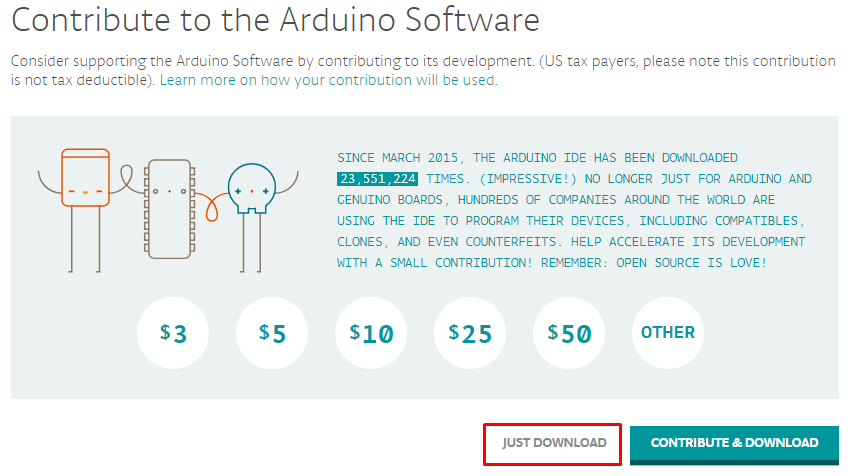 Contribute to the Arduino Software
Consider supporting the Arduino Software by contributing to its development. (US tax payers, please note this contribution
is not tax deductible). Learn more on how your contribution will be used.
SINCE MARCH 2015, THE ARDUINO IDE HAS BEEN DOWNLOADED
23,551,224 TIMES. (IMPRESSIVE!) NO LONGER JUST FOR ARDUINO AND
GENUINO BOARDS, HUNDREDS OF COMPANIES AROUND THE WORLD ARE
USING THE IDE TO PROGRAM THEIR DEVICES, INCLUDING COMPATIBLES,
CLONES, AND EVEN COUNTERFEITS. HELP ACCELERATE ITS DEVELOPMENT
WITH A SMALL CONTRIBUTION! REMEMBER: OPEN SOURCE IS LOVE!
$3 $5 $10 $25 $50 OTHER
JUST DOWNLOAD CONTRIBUTE & DOWNLOAD